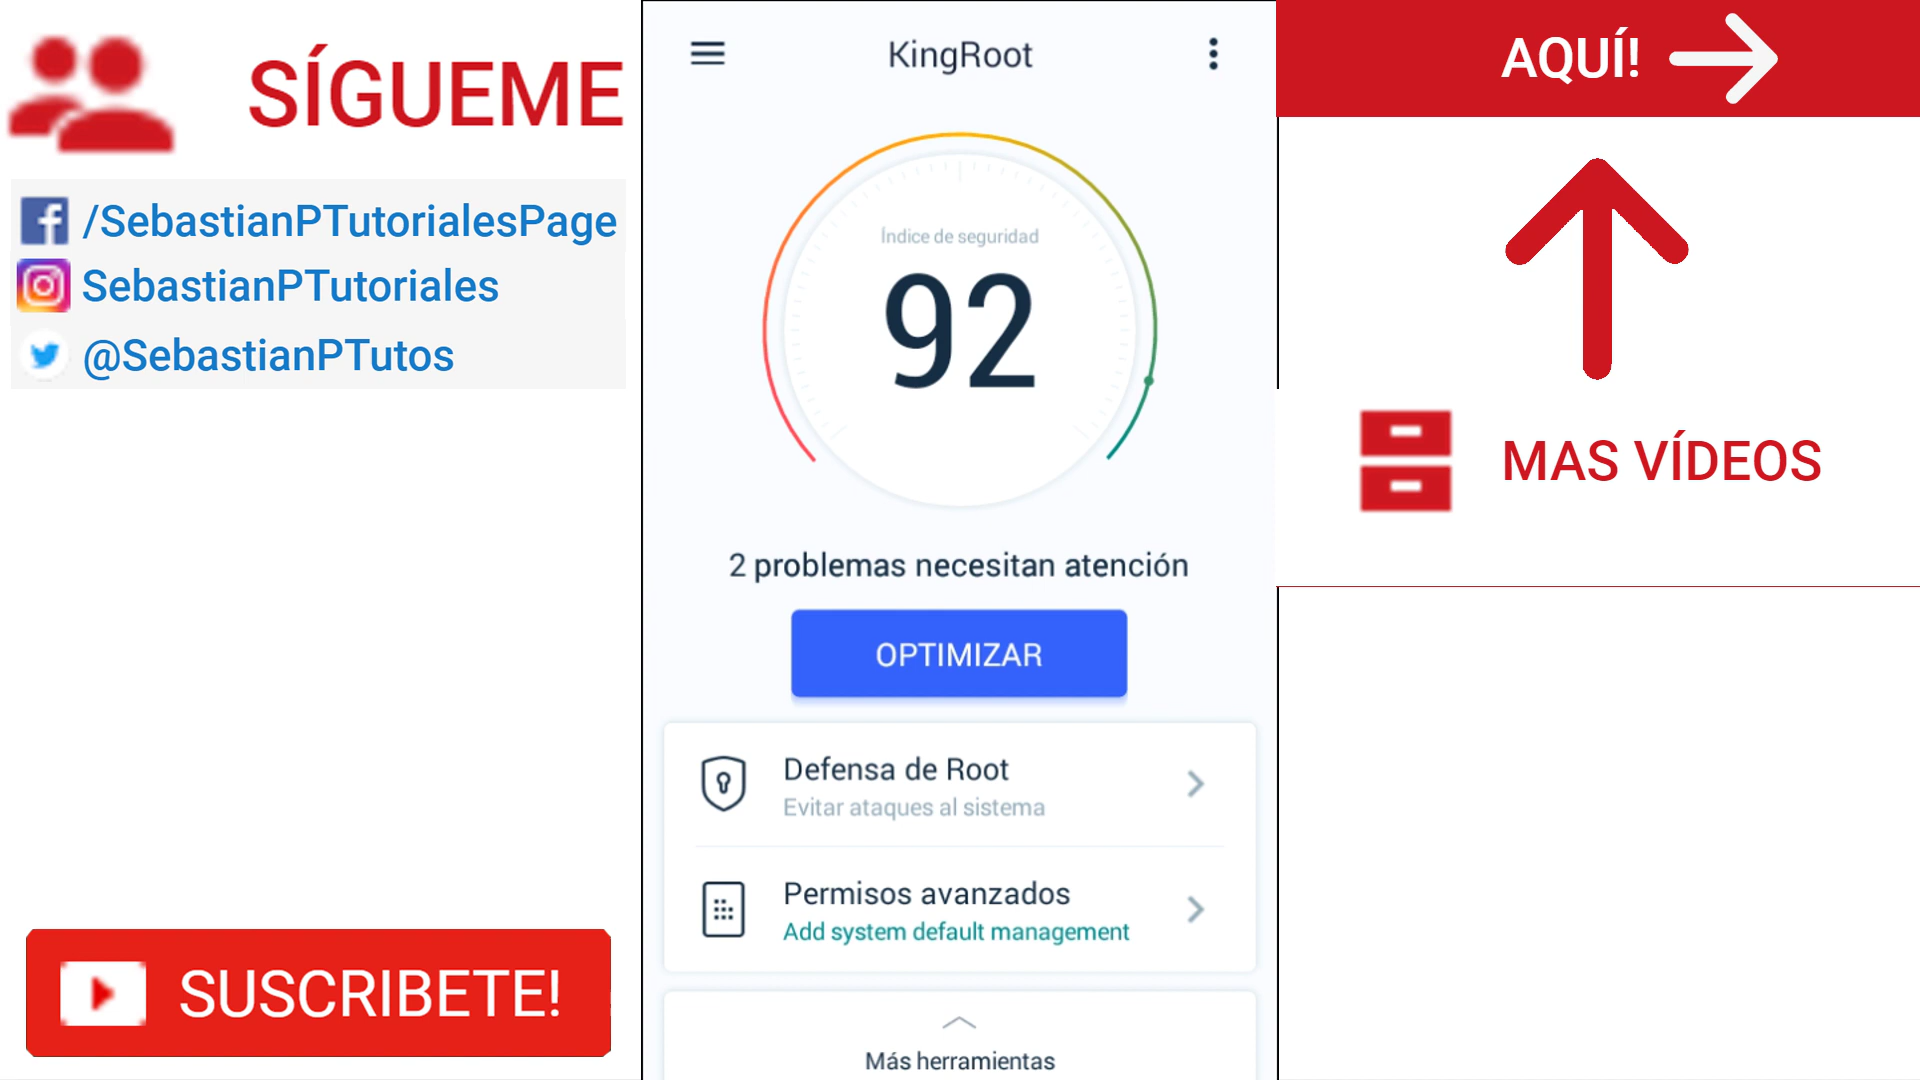 SÍGUEME
/SebastianPTutorialesPage
SebastianPTutoriales
@SebastianPTutos
SUSCRIBETE!
KingRoot
Índice de seguridad
92
2 problemas necesitan atención
OPTIMIZAR
Defensa de Root
Evitar ataques al sistema
Permisos avanzados
Add system default management
Más herramientas
AQUÍ!
MAS VÍDEOS